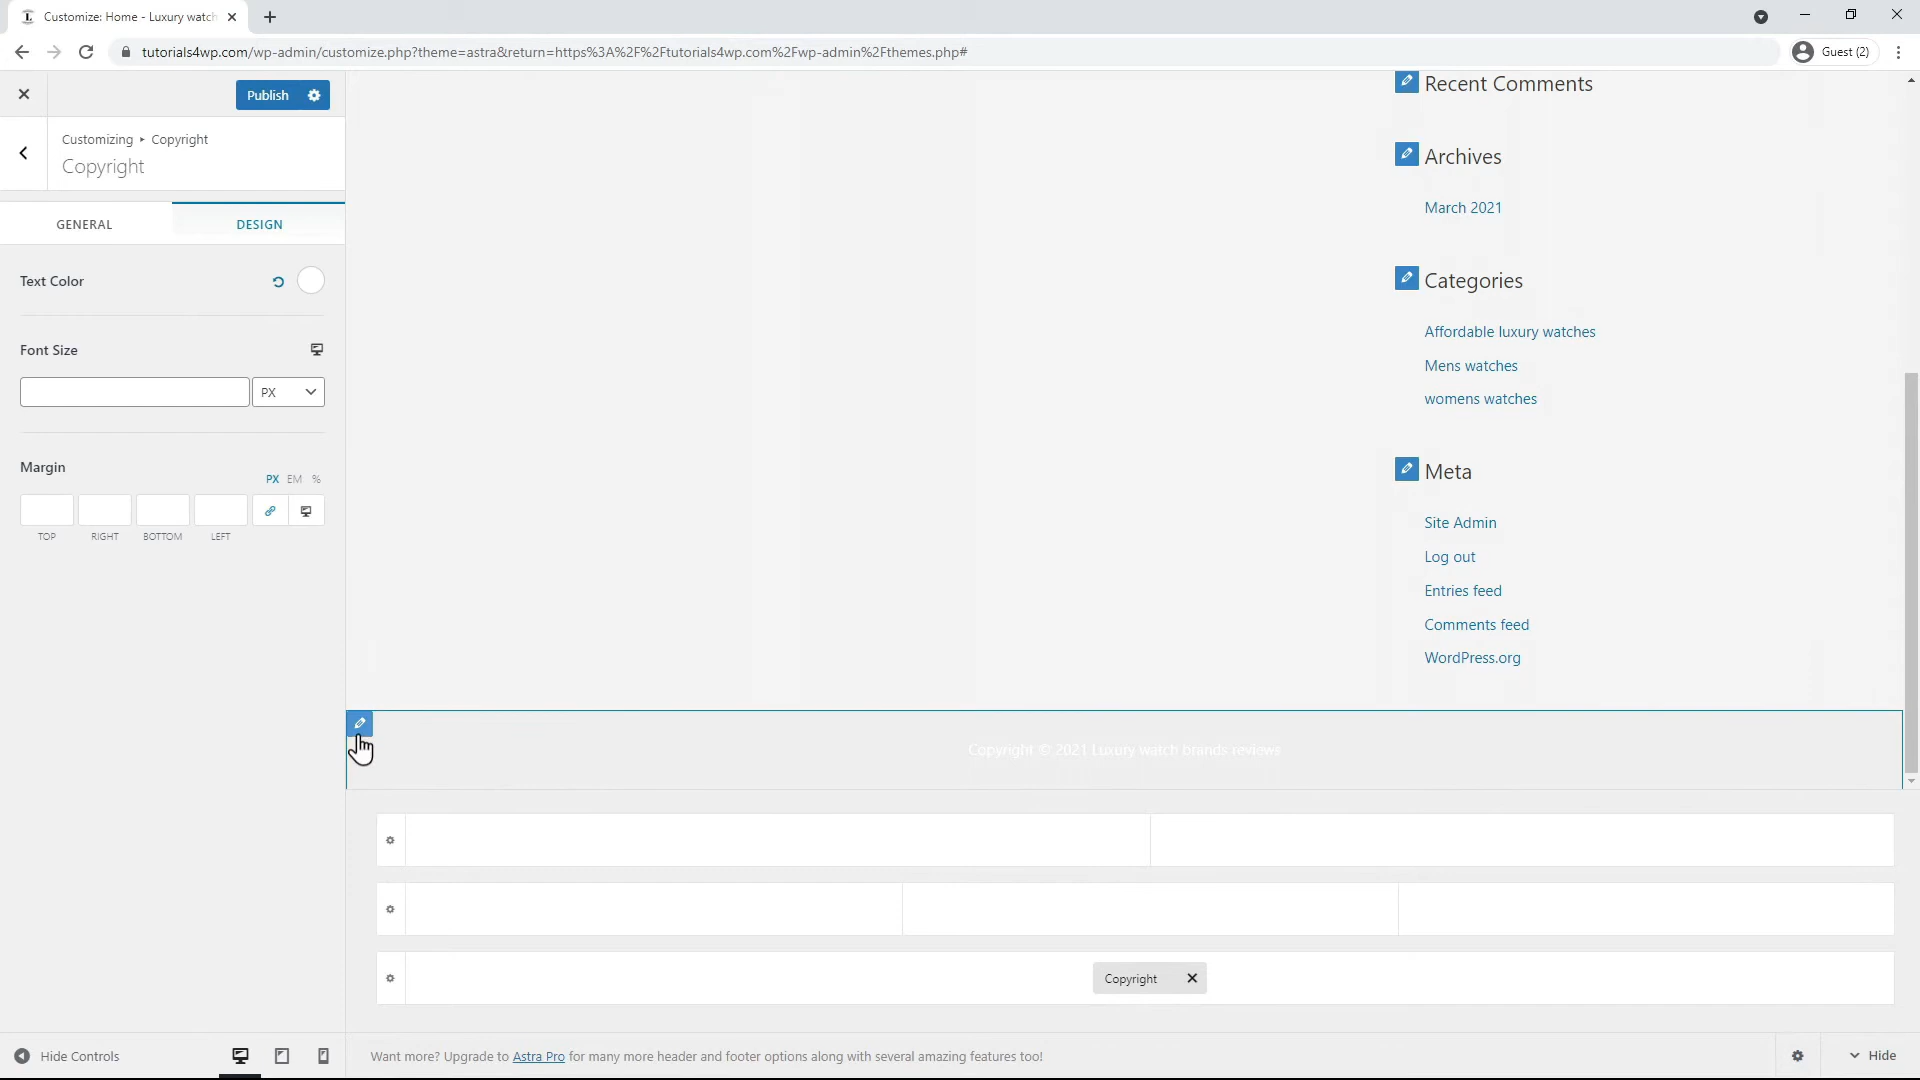 Customize: Home - Luxury watch
tutorials4wp.com/wp-admin/customize.php?theme=astra&return=https%3A%2F%2Ftutorials4wp.com%2Fwp-admin%2Fthemes.php#
Guest (2)
Publish
Customizing ▸ Copyright
Copyright
GENERAL
DESIGN
Text Color
Font Size
PX
Margin
PX EM %
TOP RIGHT BOTTOM LEFT
Recent Comments
Archives
March 2021
Categories
Affordable luxury watches
Mens watches
womens watches
Meta
Site Admin
Log out
Entries feed
Comments feed
WordPress.org
Copyright © 2021 Luxury watch brands reviews
Copyright
Hide Controls
Want more? Upgrade to Astra Pro for many more header and footer options along with several amazing features too!
Hide